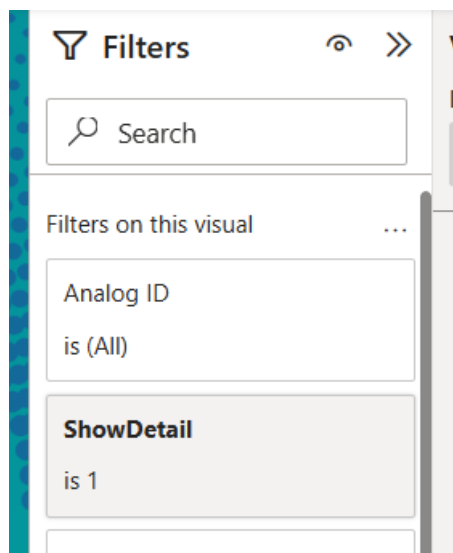 Filters
Search
Filters on this visual
...
Analog ID
is (All)
ShowDetail
is 1